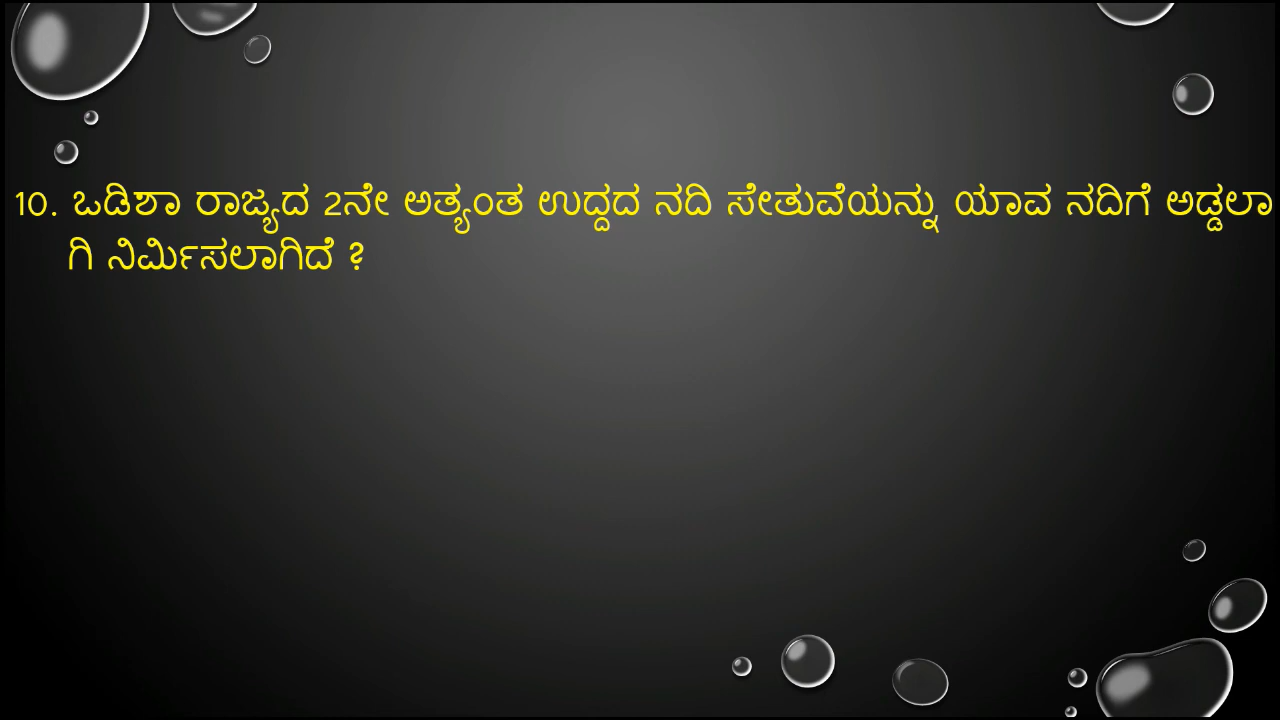 10. ಒಡಿಶಾ ರಾಜ್ಯದ 2ನೇ ಅತ್ಯಂತ ಉದ್ದದ ನದಿ ಸೇತುವೆಯನ್ನು ಯಾವ ನದಿಗೆ ಅಡ್ಡಲಾ
ಗಿ ನಿರ್ಮಿಸಲಾಗಿದೆ ?